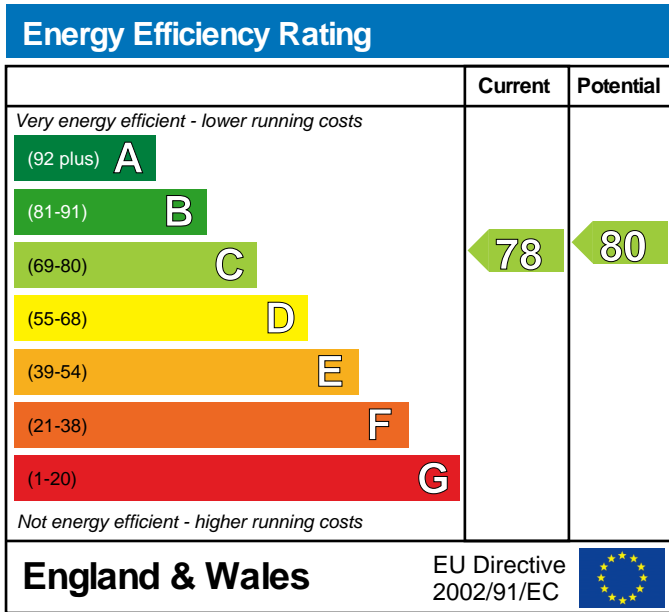 Energy Efficiency Rating
Current Potential
Very energy efficient - lower running costs
(92 plus) A
(81-91) B
(69-80) C
78 80
(55-68) D
(39-54) E
(21-38) F
(1-20) G
Not energy efficient - higher running costs
England & Wales
EU Directive
2002/91/EC